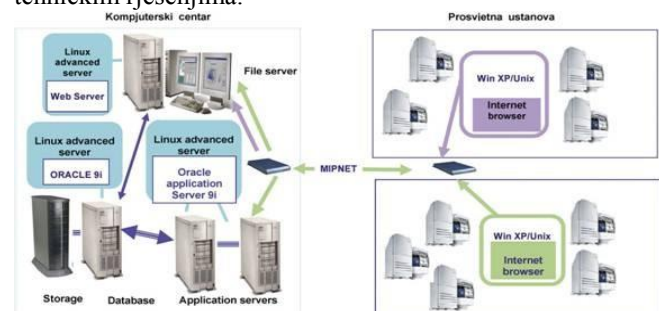 tehničkim rješenjima.
Kompjuterski centar
Linux
advanced
server
Web Server
File server
Linux advanced
server
ORACLE 9i
Linux advanced
server
Oracle
application
Server 9i
Storage
Database
Application servers
MIPNET
Prosvjetna ustanova
Win XP/Unix
Internet
browser
Win XP/Unix
Internet
browser